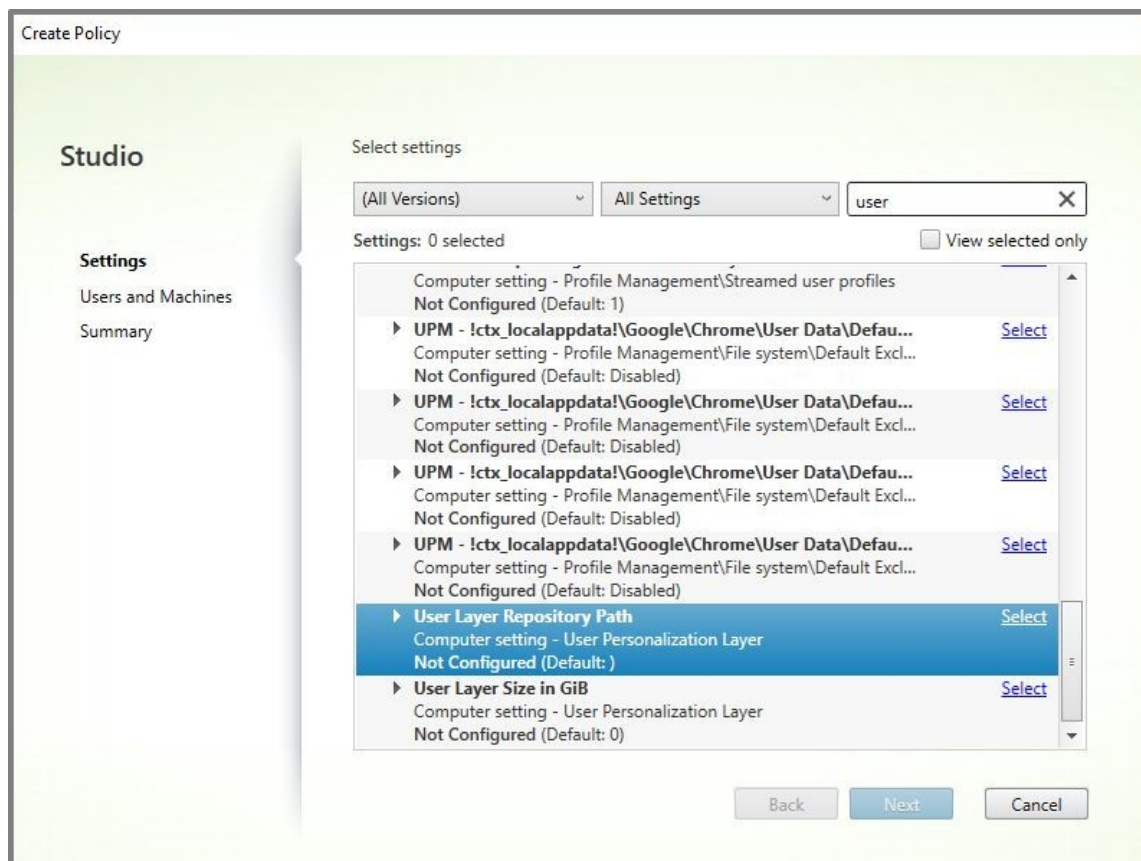 Create Policy
Studio
Settings
Users and Machines
Summary
Select settings
(All Versions)
All Settings
user
Settings: 0 selected
View selected only
Computer setting - Profile Management\Streamed user profiles
Not Configured (Default: 1)
UPM - !ctx_localappdata!\Google\Chrome\User Data\Defau... Select
Computer setting - Profile Management\File system\Default Excl...
Not Configured (Default: Disabled)
UPM - !ctx_localappdata!\Google\Chrome\User Data\Defau... Select
Computer setting - Profile Management\File system\Default Excl...
Not Configured (Default: Disabled)
UPM - !ctx_localappdata!\Google\Chrome\User Data\Defau... Select
Computer setting - Profile Management\File system\Default Excl...
Not Configured (Default: Disabled)
UPM - !ctx_localappdata!\Google\Chrome\User Data\Defau... Select
Computer setting - Profile Management\File system\Default Excl...
Not Configured (Default: Disabled)
User Layer Repository Path Select
Computer setting - User Personalization Layer
Not Configured (Default: )
User Layer Size in GiB Select
Computer setting - User Personalization Layer
Not Configured (Default: 0)
Back
Next
Cancel